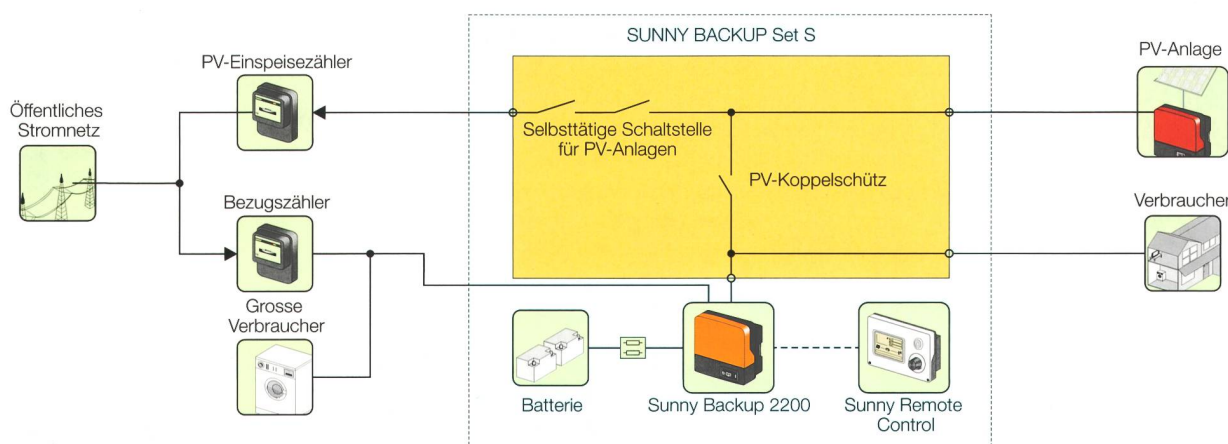 SUNNY BACKUP Set S
PV-Einspeisezähler
PV-Anlage
Öffentliches
Stromnetz
Selbsttätige Schaltstelle
für PV-Anlagen
PV-Koppelschütz
Bezugszähler
Verbraucher
Grosse
Verbraucher
Batterie
Sunny Backup 2200
Sunny Remote
Control